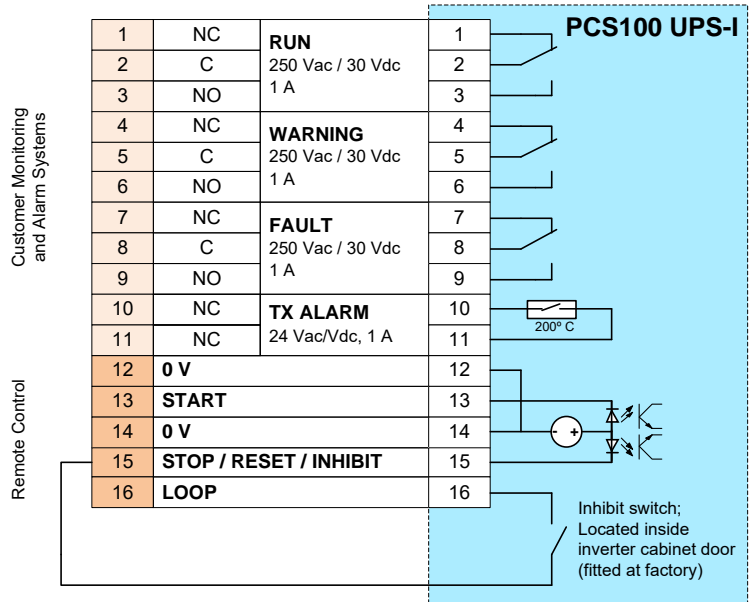 PCS100 UPS-I
Customer Monitoring
and Alarm Systems
Remote Control
1 NC RUN 1
2 C 250 Vac / 30 Vdc 2
3 NO 1 A 3
4 NC WARNING 4
5 C 250 Vac / 30 Vdc 5
6 NO 1 A 6
7 NC FAULT 7
8 C 250 Vac / 30 Vdc 8
9 NO 1 A 9
10 NC TX ALARM 10
11 NC 24 Vac/Vdc, 1 A 11
200º C
12 0 V 12
13 START 13
14 0 V 14
- +
15 STOP / RESET / INHIBIT 15
16 LOOP 16
Inhibit switch;
Located inside
inverter cabinet door
(fitted at factory)